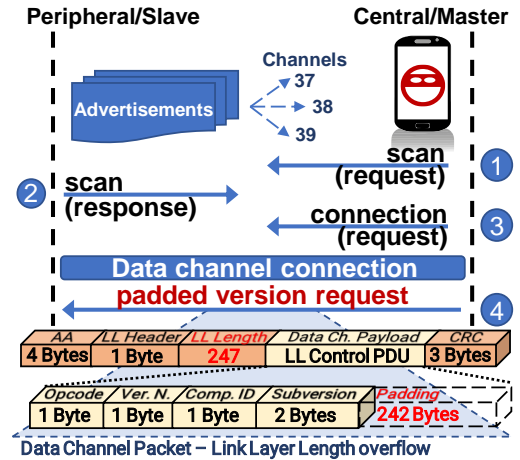 Peripheral/Slave Central/Master
Channels
37
Advertisements 38
39
scan 1
(request)
2 scan
(response)
connection 3
(request)
Data channel connection
padded version request 4
AA LL Header LL Length Data Ch. Payload CRC
4 Bytes 1 Byte 247 LL Control PDU 3 Bytes
Opcode Ver. N. Comp. ID Subversion Padding
1 Byte 1 Byte 1 Byte 2 Bytes 242 Bytes
Data Channel Packet – Link Layer Length overflow